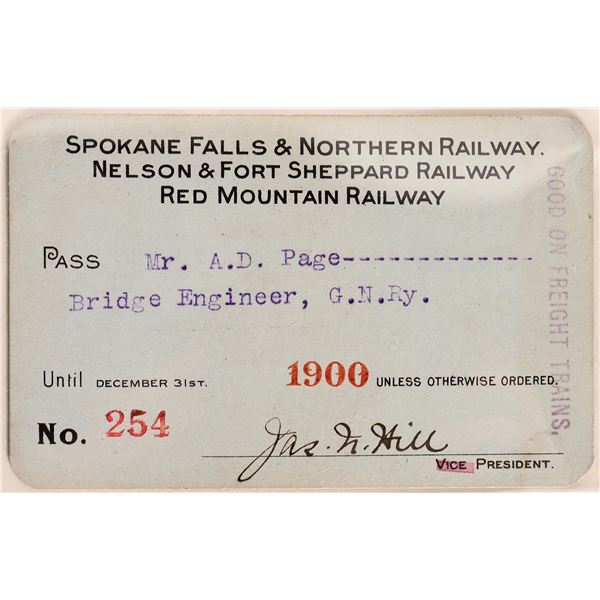 SPOKANE FALLS & NORTHERN RAILWAY.
NELSON & FORT SHEPPARD RAILWAY
RED MOUNTAIN RAILWAY
PASS Mr. A.D. Page-------------
Bridge Engineer, G.N.Ry.
Until DECEMBER 31ST. 1900 UNLESS OTHERWISE ORDERED.
No. 254
Jas. N. Hill
VICE PRESIDENT.
GOOD ON FREIGHT TRAINS.